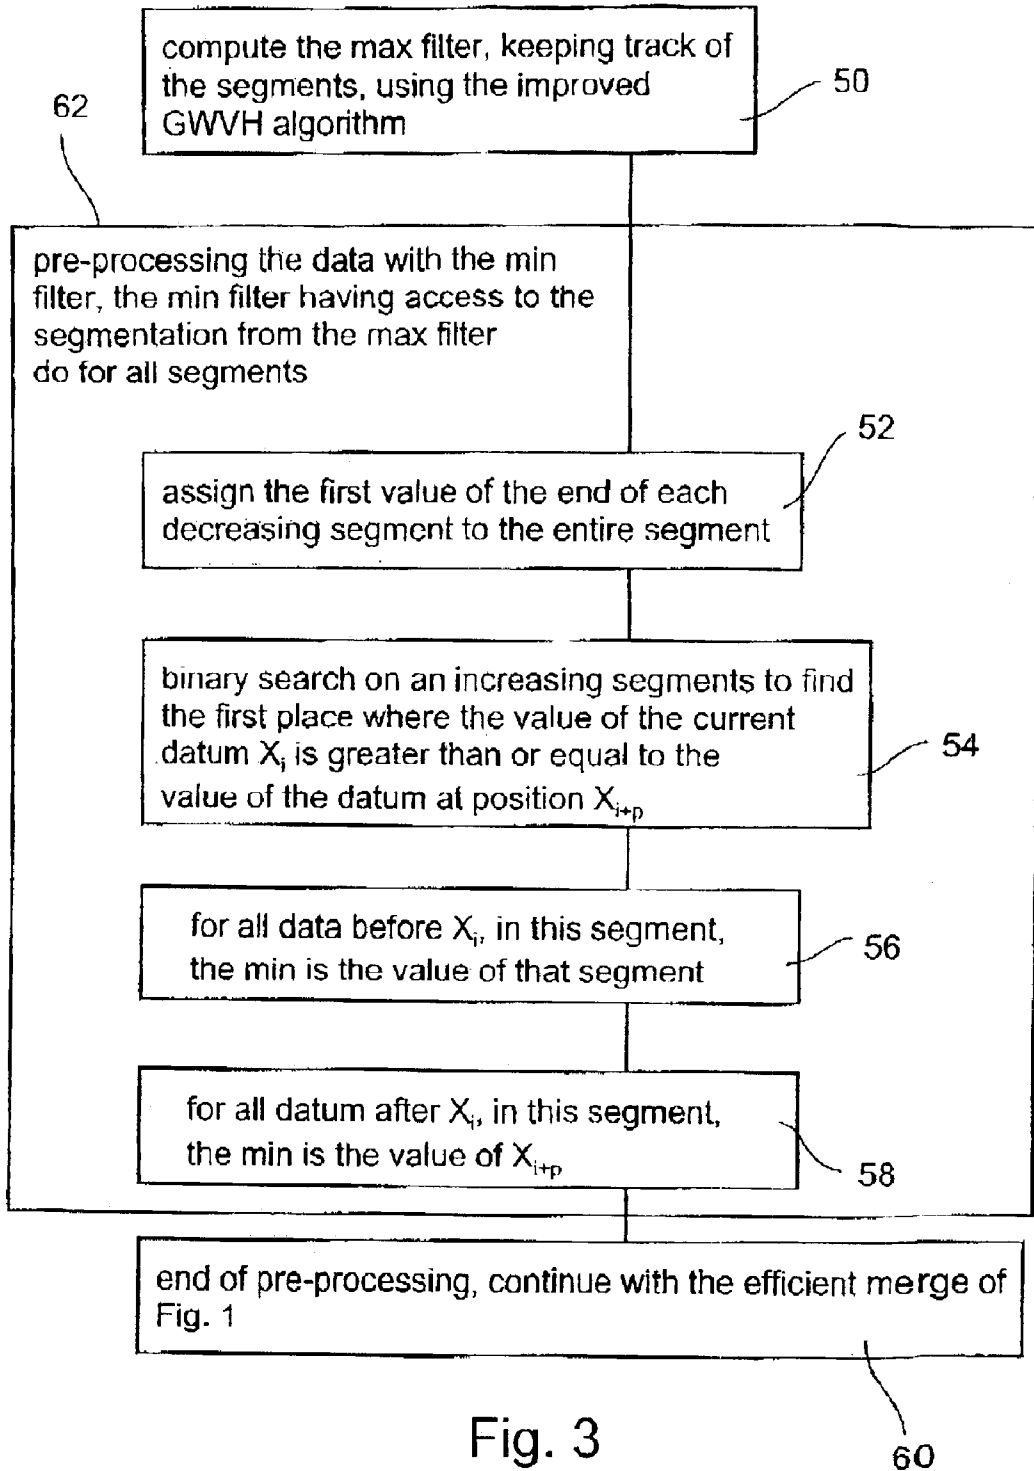 compute the max filter, keeping track of
the segments, using the improved
GWVH algorithm
50
62
pre-processing the data with the min
filter, the min filter having access to the
segmentation from the max filter
do for all segments
52
assign the first value of the end of each
decreasing segment to the entire segment
binary search on an increasing segments to find
the first place where the value of the current
datum Xi is greater than or equal to the
value of the datum at position Xi+p
54
for all data before Xi, in this segment,
the min is the value of that segment
56
for all datum after Xi, in this segment,
the min is the value of Xi+p
58
end of pre-processing, continue with the efficient merge of
Fig. 1
60
Fig. 3